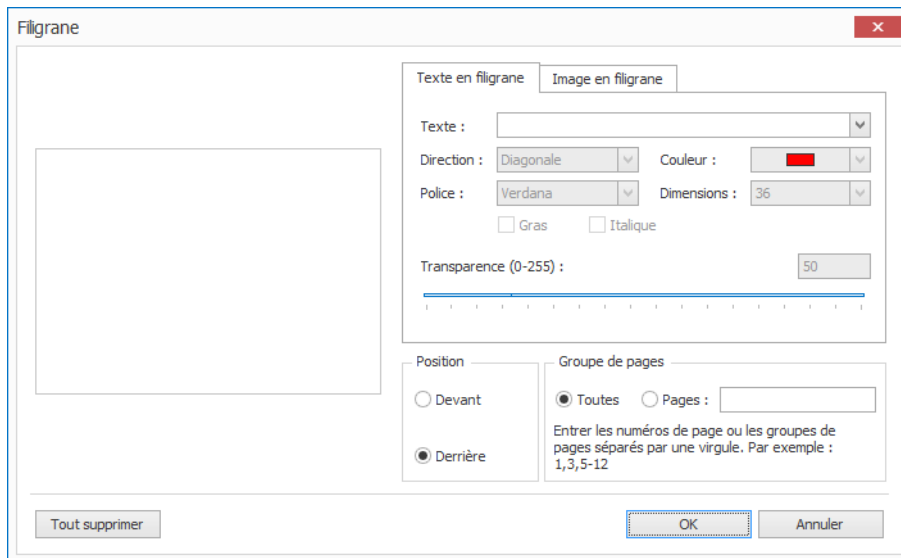 Filigrane
Texte en filigrane
Image en filigrane
Texte :
Direction :
Diagonale
Couleur :
Police :
Verdana
Dimensions :
36
Gras
Italique
Transparence (0-255) :
50
Position
Devant
Derrière
Groupe de pages
Toutes
Pages :
Entrer les numéros de page ou les groupes de
pages séparés par une virgule. Par exemple :
1,3,5-12
Tout supprimer
OK
Annuler